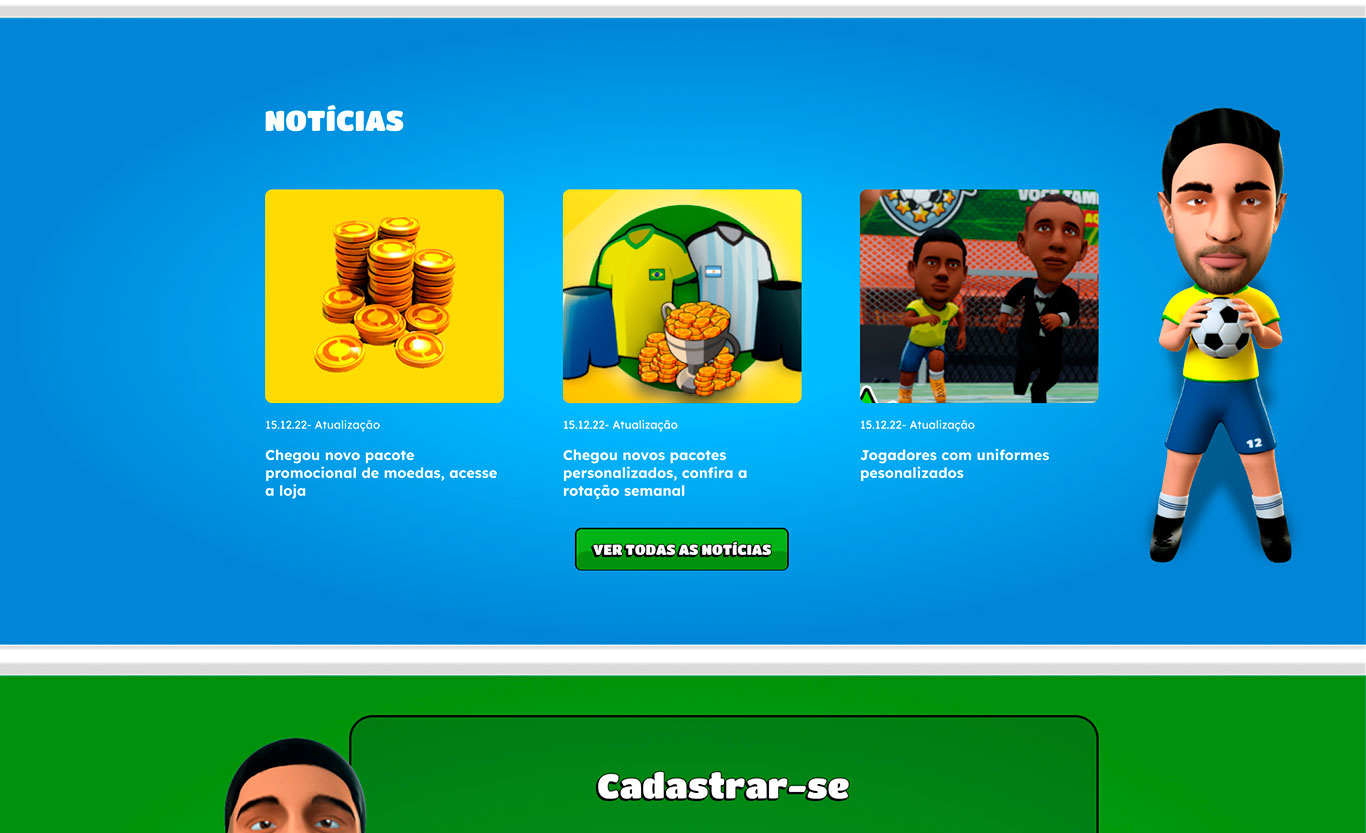 NOTÍCIAS
15.12.22- Atualização
Chegou novo pacote
promocional de moedas, acesse
a loja
VOCÊ TAM
15.12.22- Atualização
Chegou novos pacotes
personalizados, confira a
rotação semanal
15.12.22- Atualização
Jogadores com uniformes
pesonalizados
VER TODAS AS NOTÍCIAS
12
Cadastrar-se